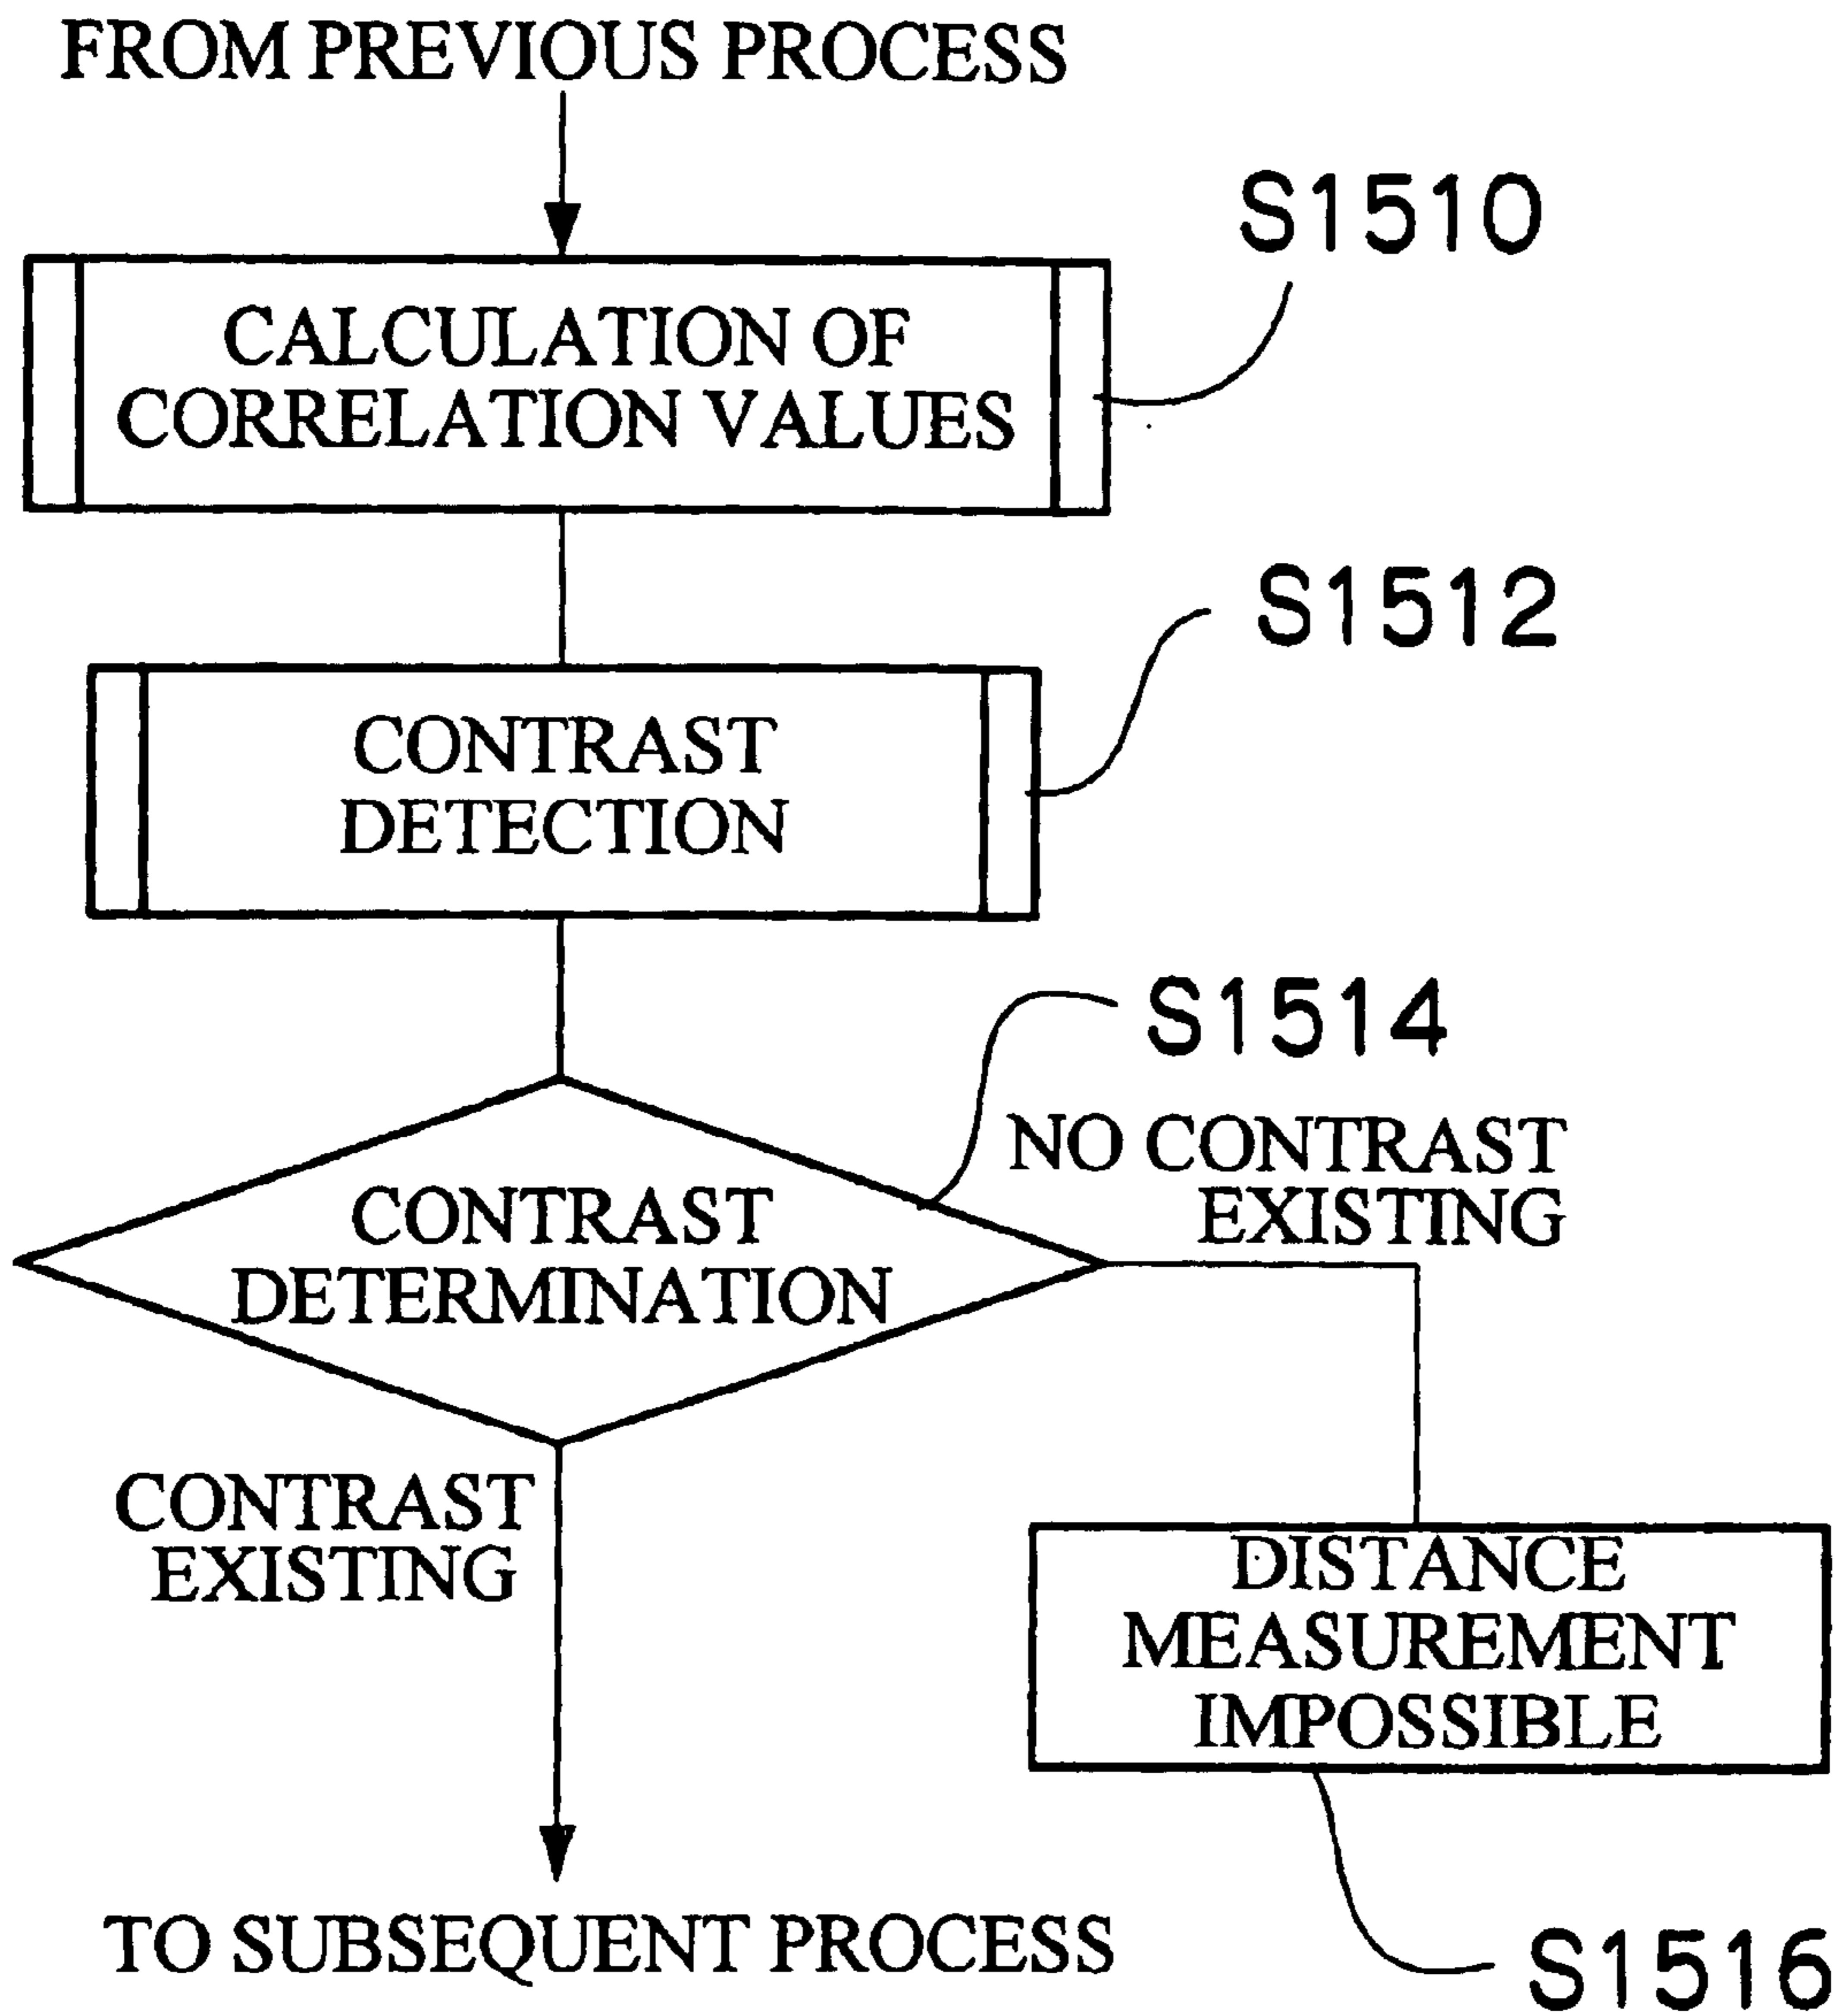 FROM PREVIOUS PROCESS
S1510
CALCULATION OF
CORRELATION VALUES
S1512
CONTRAST
DETECTION
S1514
NO CONTRAST
EXISTING
CONTRAST
DETERMINATION
CONTRAST
EXISTING
DISTANCE
MEASUREMENT
IMPOSSIBLE
TO SUBSEQUENT PROCESS
S1516